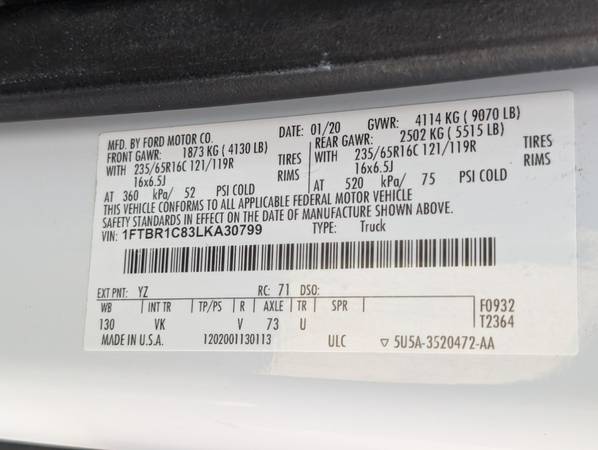 MFD. BY FORD MOTOR CO.
DATE: 01/20 GVWR: 4114 KG (9070 LB)
FRONT GAWR: 1873 KG (4130 LB)
REAR GAWR: 2502 KG (5515 LB)
WITH 235/65R16C 121/119R TIRES
WITH 235/65R16C 121/119R TIRES
16x6.5J RIMS
16x6.5J RIMS
AT 360 kPa/ 52 PSI COLD
AT 520 kPa/ 75 PSI COLD
THIS VEHICLE CONFORMS TO ALL APPLICABLE FEDERAL MOTOR VEHICLE
SAFETY STANDARDS IN EFFECT ON THE DATE OF MANUFACTURE SHOWN ABOVE.
VIN: 1FTBR1C83LKA30799 TYPE: Truck
EXT PNT: YZ RC: 71 DSO:
WB INT TR TP/PS R AXLE TR SPR
130 VK V 73 U
F0932
T2364
MADE IN U.S.A. 1202001130113 ULC ▽ 5U5A-3520472-AA